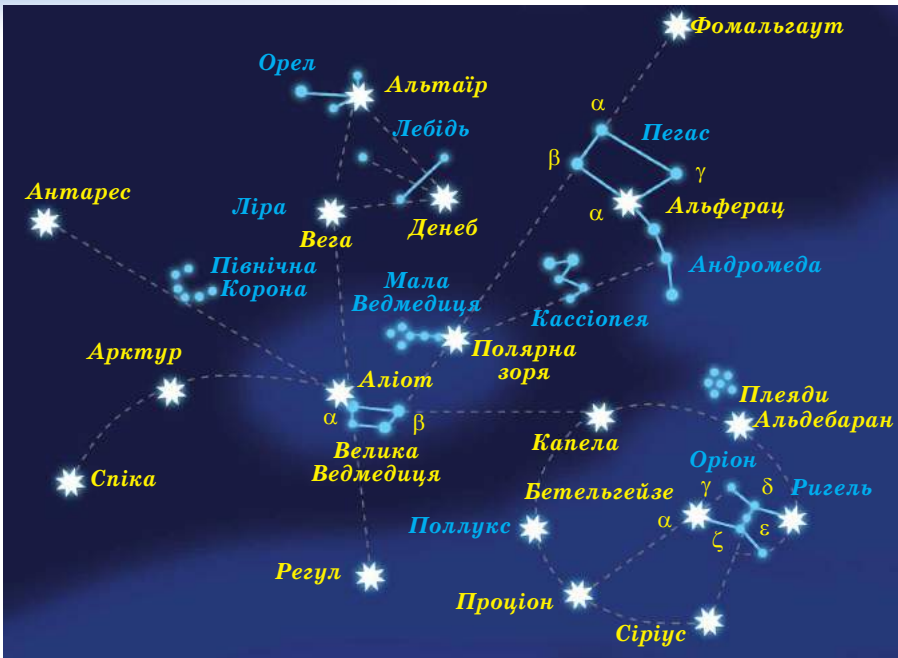 Фомальгаут
Орел
Альтаїр
α
Лебідь
Пегас
β
γ
Антарес
Ліра
α
Альферац
Вега
Денеб
Північна
Корона
Мала
Ведмедиця
Андромеда
Кассіопея
Арктур
Полярна
зоря
Аліот
Плеяди
α
β
Капела
Альдебаран
Велика
Ведмедиця
Спіка
Оріон
Бетельгейзе
γ
δ
Ригель
Поллукс
α
ζ
ε
Регул
Проціон
Сіріус